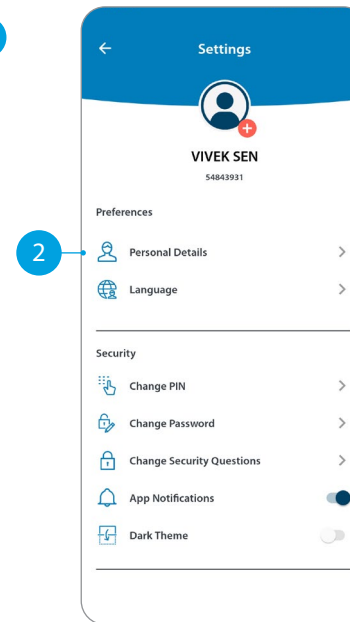 Settings
VIVEK SEN
54843931
Preferences
2
Personal Details
Language
Security
Change PIN
Change Password
Change Security Questions
App Notifications
Dark Theme